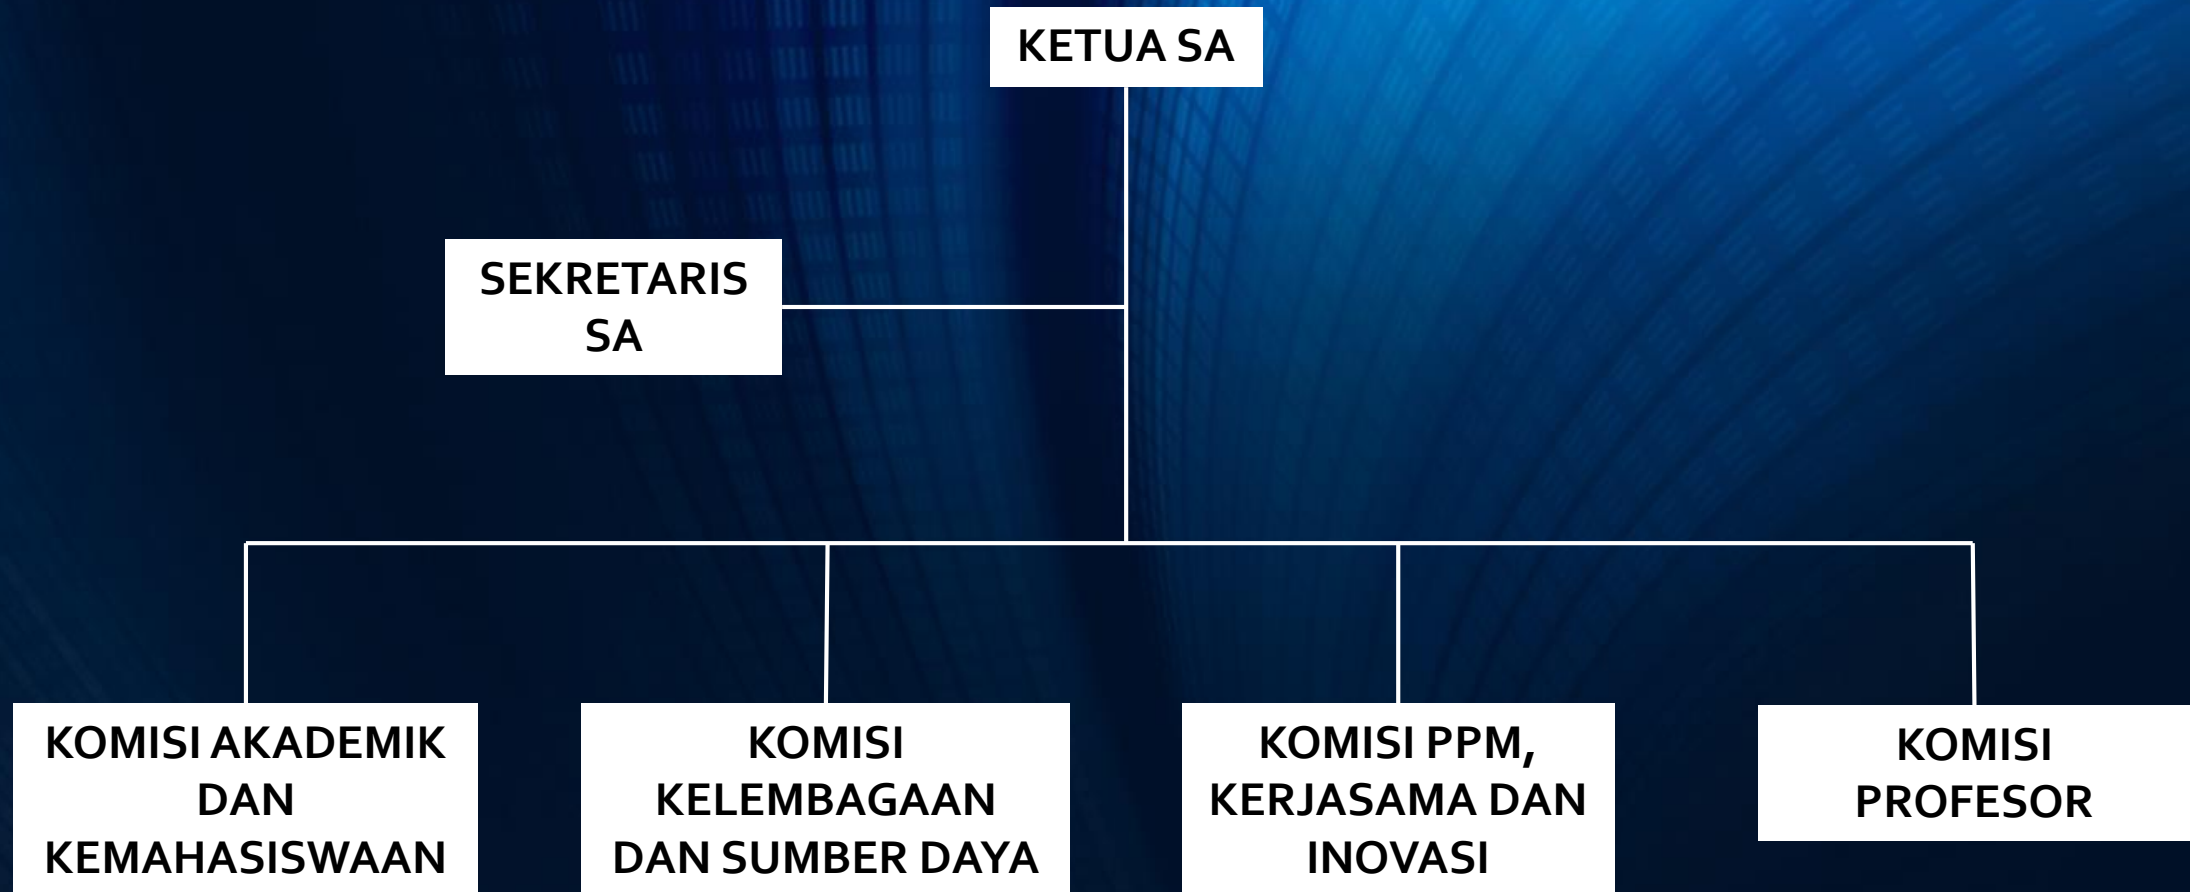 KETUA SA
SEKRETARIS
SA
KOMISI AKADEMIK
DAN
KEMAHASISWAAN
KOMISI
KELEMBAGAAN
DAN SUMBER DAYA
KOMISI PPM,
KERJASAMA DAN
INOVASI
KOMISI
PROFESOR